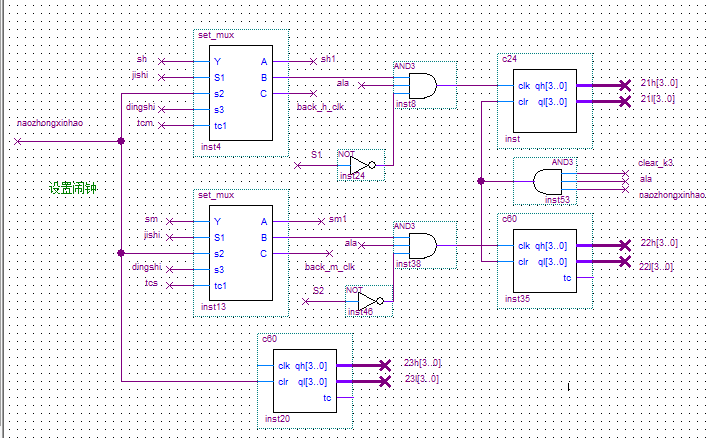 set_mux
sh
jishi
dingshi
tcm
naozhongxinhao
Y
S1
s2
s3
tc1
A
B
C
inst4
sh1
ala
back_h_clk
AND3
inst8
S1
NOT
inst24
c24
clk qh[3..0]
clr ql[3..0]
inst
21h[3..0]
21l[3..0]
AND3
inst53
clear_k3
ala
naozhongxinhao
设置闹钟
set_mux
sm
jishi
dingshi
tcs
Y
S1
s2
s3
tc1
A
B
C
inst13
sm1
ala
back_m_clk
AND3
inst38
S2
NOT
inst46
c60
clk qh[3..0]
clr ql[3..0]
tc
inst35
22h[3..0]
22l[3..0]
c60
clk qh[3..0]
clr ql[3..0]
tc
inst20
23h[3..0]
23l[3..0]